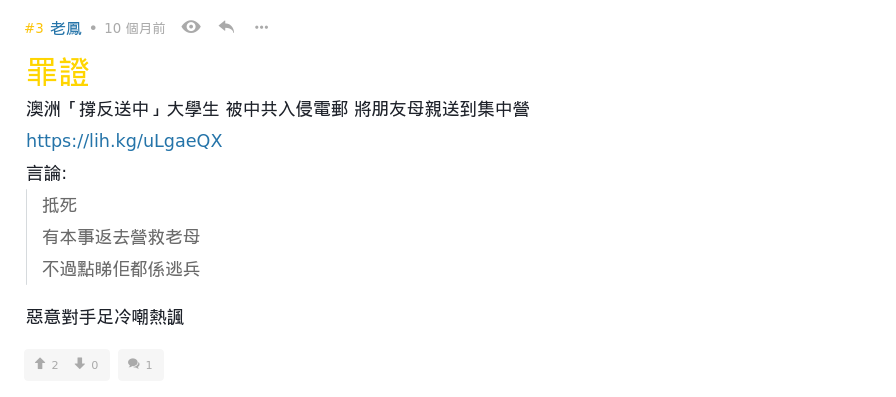 #3 老鳳 • 10 個月前
罪證
澳洲「撐反送中」大學生 被中共入侵電郵 將朋友母親送到集中營
https://lih.kg/uLgaeQX
言論:
抵死
有本事返去營救老母
不過點睇佢都係逃兵
惡意對手足冷嘲熱諷
2 0 1